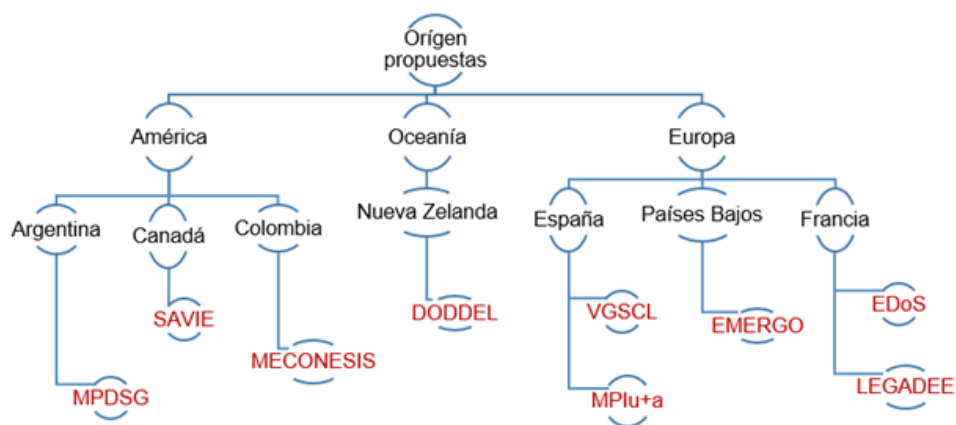 Orígen
propuestas
América
Oceanía
Europa
Argentina
Canadá
Colombia
Nueva Zelanda
España
Países Bajos
Francia
SAVIE
DODDEL
VGSCL
EMERGO
EDoS
MECONESIS
MPDSG
MPIu+a
LEGADEE